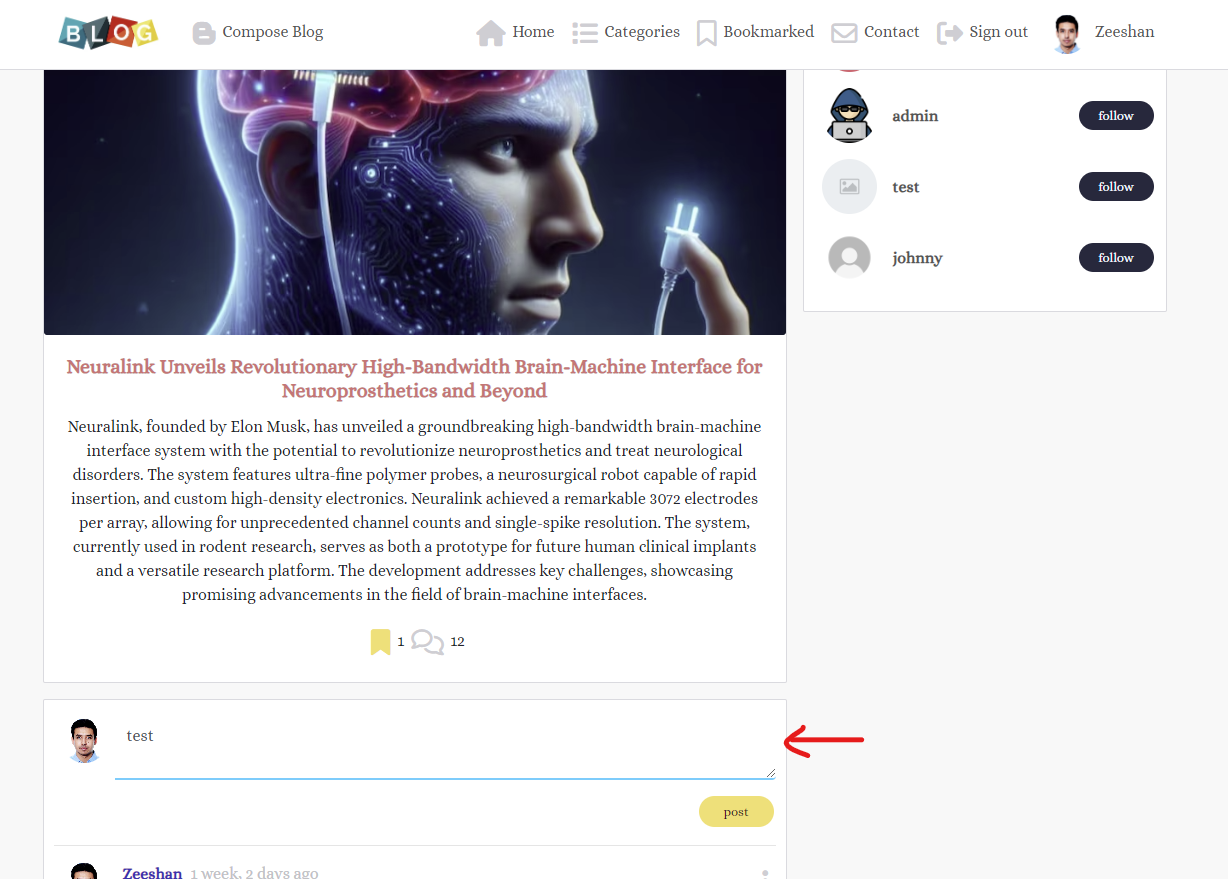 BLOG
Compose Blog
Home
Categories
Bookmarked
Contact
Sign out
Zeeshan
admin
follow
test
follow
johnny
follow
Neuralink Unveils Revolutionary High-Bandwidth Brain-Machine Interface for
Neuroprosthetics and Beyond
Neuralink, founded by Elon Musk, has unveiled a groundbreaking high-bandwidth brain-machine
interface system with the potential to revolutionize neuroprosthetics and treat neurological
disorders. The system features ultra-fine polymer probes, a neurosurgical robot capable of rapid
insertion, and custom high-density electronics. Neuralink achieved a remarkable 3072 electrodes
per array, allowing for unprecedented channel counts and single-spike resolution. The system,
currently used in rodent research, serves as both a prototype for future human clinical implants
and a versatile research platform. The development addresses key challenges, showcasing
promising advancements in the field of brain-machine interfaces.
1
12
test
post
Zeeshan 1 week, 2 days ago